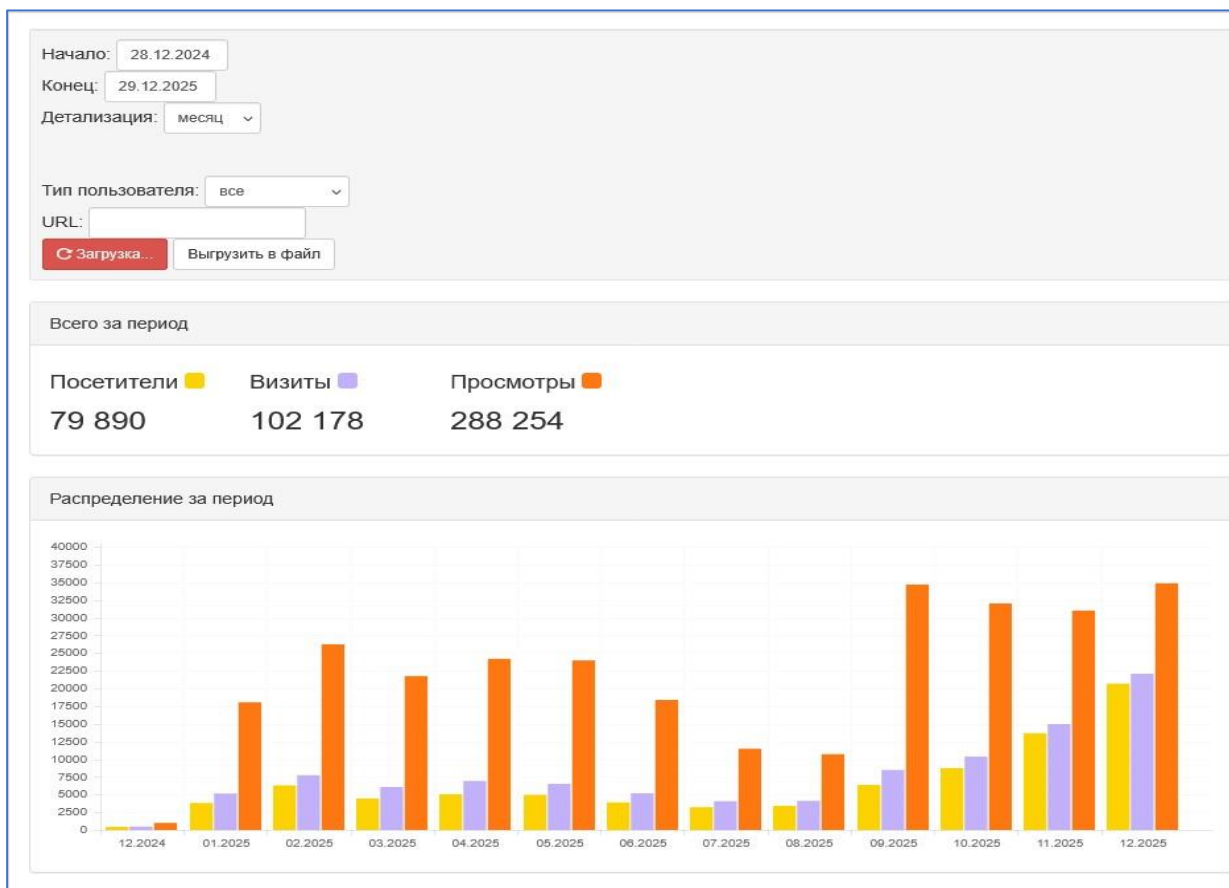 Начало: 28.12.2024
Конец: 29.12.2025
Детализация: месяц
Тип пользователя: все
URL:
Загрузка... Выгрузить в файл
Всего за период
Посетители Визиты Просмотры
79 890 102 178 288 254
Распределение за период
40000
37500
35000
32500
30000
27500
25000
22500
20000
17500
15000
12500
10000
7500
5000
2500
0
12.2024 01.2025 02.2025 03.2025 04.2025 05.2025 06.2025 07.2025 08.2025 09.2025 10.2025 11.2025 12.2025